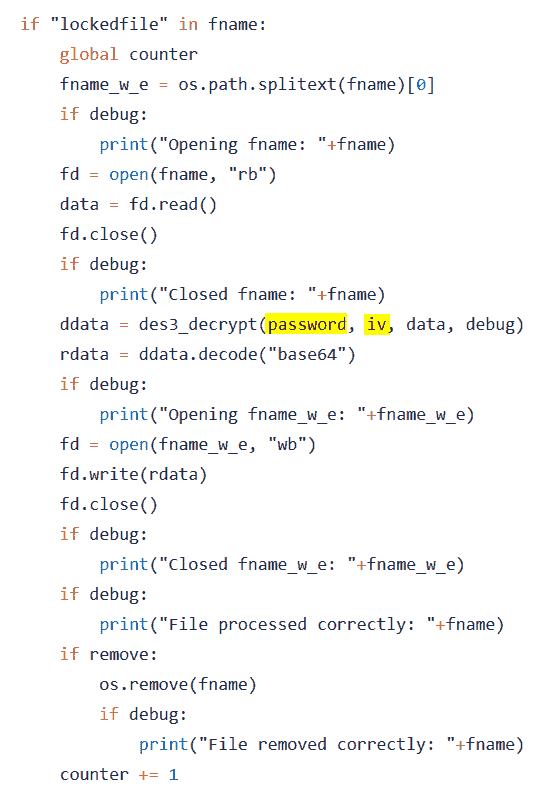 if "lockedfile" in fname:
    global counter
    fname_w_e = os.path.splitext(fname)[0]
    if debug:
        print("Opening fname: "+fname)
    fd = open(fname, "rb")
    data = fd.read()
    fd.close()
    if debug:
        print("Closed fname: "+fname)
    ddata = des3_decrypt(password, iv, data, debug)
    rdata = ddata.decode("base64")
    if debug:
        print("Opening fname_w_e: "+fname_w_e)
    fd = open(fname_w_e, "wb")
    fd.write(rdata)
    fd.close()
    if debug:
        print("Closed fname_w_e: "+fname_w_e)
    if debug:
        print("File processed correctly: "+fname)
    if remove:
        os.remove(fname)
        if debug:
            print("File removed correctly: "+fname)
    counter += 1